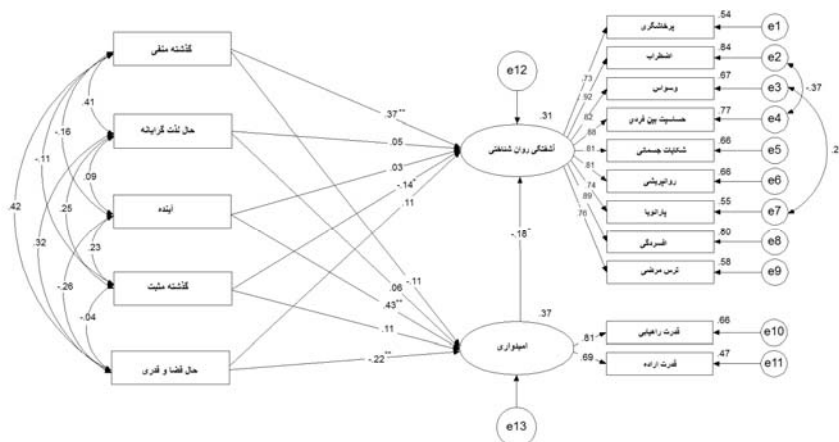 گذشته منفی
حال لذت گرایانه
آینده
گذشته مثبت
حال قضا و قدری
.41
-.16
-.11
.09
.42
.25
.32
.23
-.26
-.04
.37**
.05
.03
-.14*
.11
-.11
.06
.43**
.11
-.22**
e12
.31
آشفتگی روان شناختی
-.18*
.37
امیدواری
e13
.73
.92
.82
.88
.81
.81
.74
.89
.76
پرخاشگری
.54
e1
اضطراب
.84
e2
وسواس
.67
e3
حساسیت بین فردی
.77
e4
شکایات جسمانی
.66
e5
روانپریشی
.66
e6
پارانویا
.55
e7
افسردگی
.80
e8
ترس مرضی
.58
e9
-.37
.2
.81
.69
قدرت راهیابی
.66
e10
قدرت اراده
.47
e11